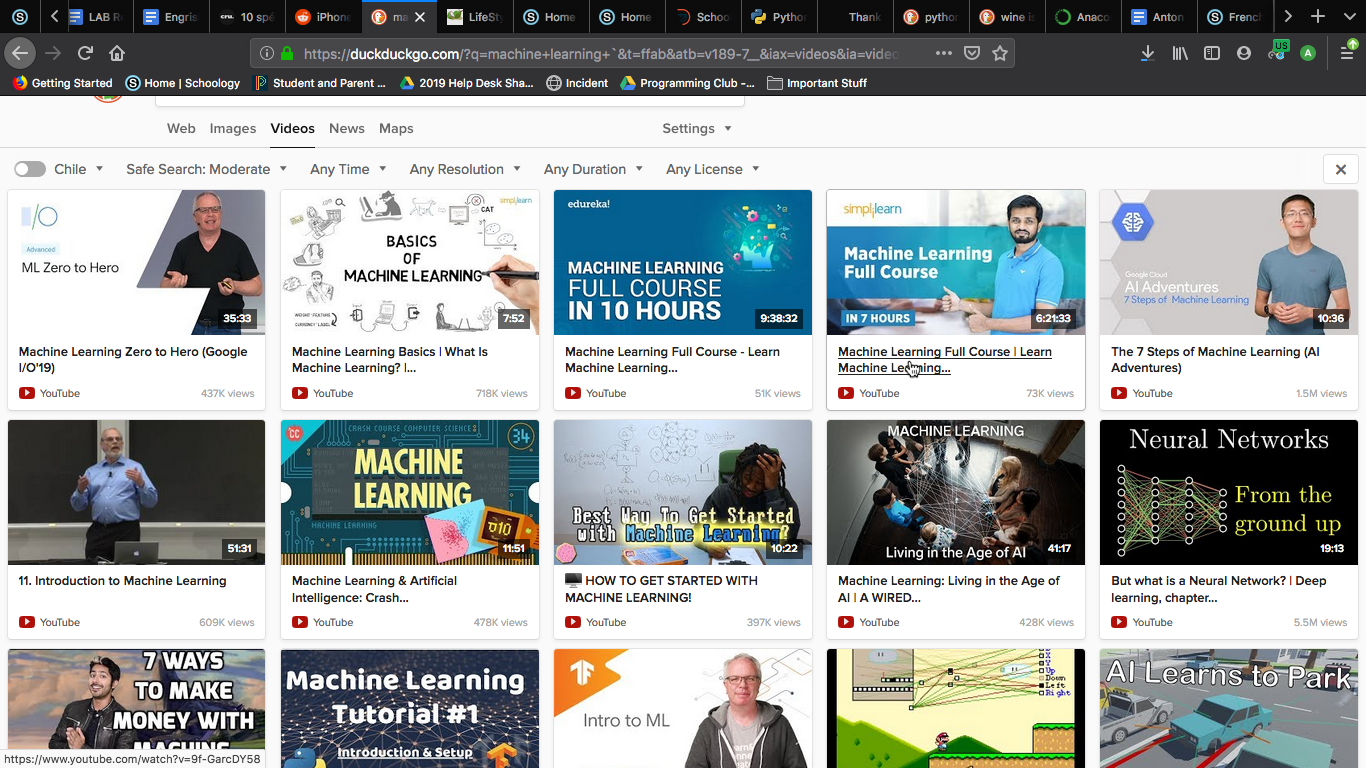 LAB Re
Engrish
cru. 10 spé
iPhone
ma
LifeSty
Home
Home
Schoo
Python
Thank
python
wine is
Anaco
Anton
French
https://duckduckgo.com/?q=machine+learning+`&t=ffab&atb=v189-7__&iax=videos&ia=video
US
A
Getting Started
Home | Schoology
Student and Parent ...
2019 Help Desk Sha...
Incident
Programming Club -...
Important Stuff
Web Images Videos News Maps Settings
Chile Safe Search: Moderate Any Time Any Resolution Any Duration Any License
I/O
Advanced
ML Zero to Hero
35:33
Machine Learning Zero to Hero (Google
I/O'19)
YouTube 437K views
simplilearn
CAT
BASICS
OF
MACHINE LEARNING
7:52
Machine Learning Basics | What Is
Machine Learning? |...
YouTube 718K views
edureka!
MACHINE LEARNING
FULL COURSE
IN 10 HOURS
9:38:32
Machine Learning Full Course - Learn
Machine Learning...
YouTube 51K views
simplilearn
Machine Learning
Full Course
IN 7 HOURS
6:21:33
Machine Learning Full Course | Learn
Machine Learning...
YouTube 73K views
Google Cloud
AI Adventures
7 Steps of Machine Learning
10:36
The 7 Steps of Machine Learning (AI
Adventures)
YouTube 1.5M views
51:31
11. Introduction to Machine Learning
YouTube 609K views
CC
CRASH COURSE COMPUTER SCIENCE
34
MACHINE
LEARNING
MACHINE LEARNING
11:51
Machine Learning & Artificial
Intelligence: Crash...
YouTube 478K views
Best Way To Get Started
with Machine Learning?
10:22
🖥️ HOW TO GET STARTED WITH
MACHINE LEARNING!
YouTube 397K views
MACHINE LEARNING
Living in the Age of AI
41:17
Machine Learning: Living in the Age of
AI | A WIRED...
YouTube 428K views
Neural Networks
From the
ground up
19:13
But what is a Neural Network? | Deep
learning, chapter...
YouTube 5.5M views
7 WAYS
TO MAKE
MONEY WITH
MACHINE
Machine Learning
Tutorial #1
Introduction & Setup
Intro to ML
Up
Down
Left
Right
AI Learns to Park
https://www.youtube.com/watch?v=9f-GarcDY58